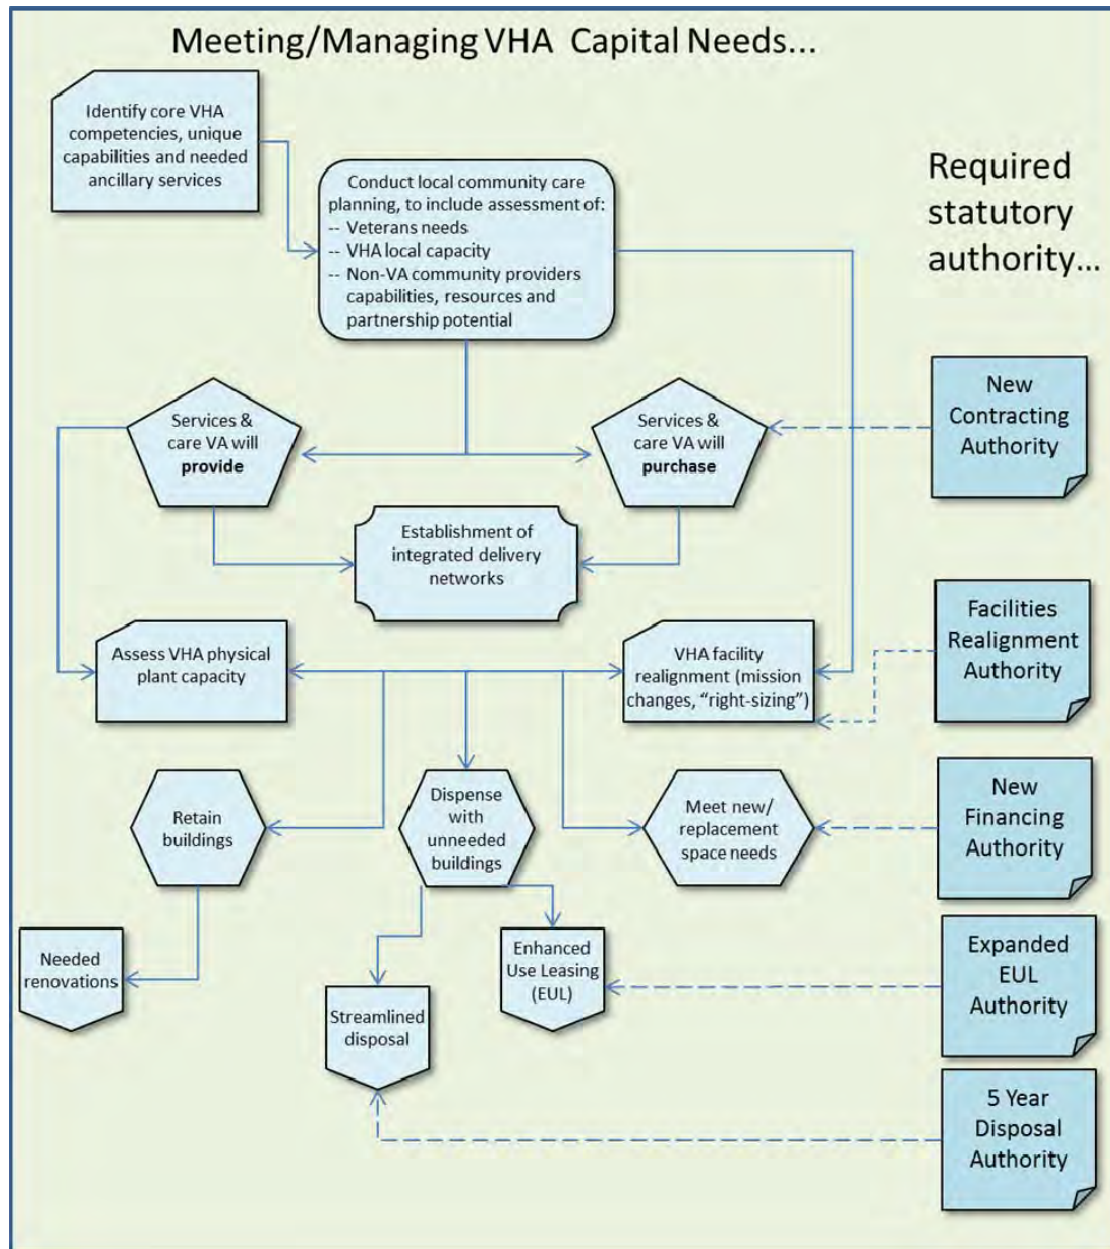 Meeting/Managing VHA Capital Needs...
Identify core VHA
competencies, unique
capabilities and needed
ancillary services
Conduct local community care
planning, to include assessment of:
-- Veterans needs
-- VHA local capacity
-- Non-VA community providers
capabilities, resources and
partnership potential
Required
statutory
authority...
Services &
care VA will
provide
Services &
care VA will
purchase
New
Contracting
Authority
Establishment of
integrated delivery
networks
Assess VHA physical
plant capacity
VHA facility
realignment (mission
changes, “right-sizing”)
Facilities
Realignment
Authority
Retain
buildings
Dispense
with
unneeded
buildings
Meet new/
replacement
space needs
New
Financing
Authority
Needed
renovations
Streamlined
disposal
Enhanced
Use Leasing
(EUL)
Expanded
EUL
Authority
5 Year
Disposal
Authority